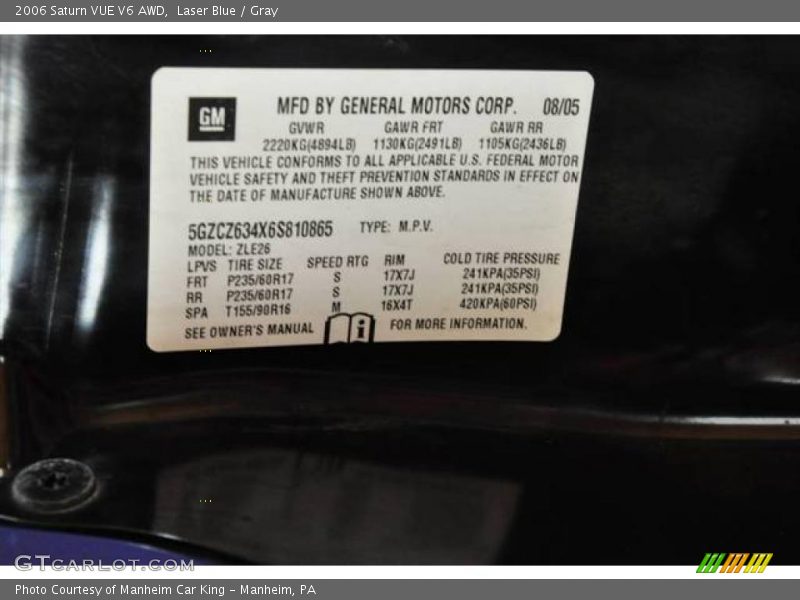 2006 Saturn VUE V6 AWD, Laser Blue / Gray
GM
MFD BY GENERAL MOTORS CORP. 08/05
GVWR GAWR FRT GAWR RR
2220KG(4894LB) 1130KG(2491LB) 1105KG(2436LB)
THIS VEHICLE CONFORMS TO ALL APPLICABLE U.S. FEDERAL MOTOR
VEHICLE SAFETY AND THEFT PREVENTION STANDARDS IN EFFECT ON
THE DATE OF MANUFACTURE SHOWN ABOVE.
5GZCZ634X6S810865 TYPE: M.P.V.
MODEL: ZLE26
LPVS TIRE SIZE SPEED RTG RIM COLD TIRE PRESSURE
FRT P235/60R17 S 17X7J 241KPA(35PSI)
RR P235/60R17 S 17X7J 241KPA(35PSI)
SPA T155/90R16 M 16X4T 420KPA(60PSI)
SEE OWNER'S MANUAL i FOR MORE INFORMATION.
GTCARLOT.COM
Photo Courtesy of Manheim Car King - Manheim, PA